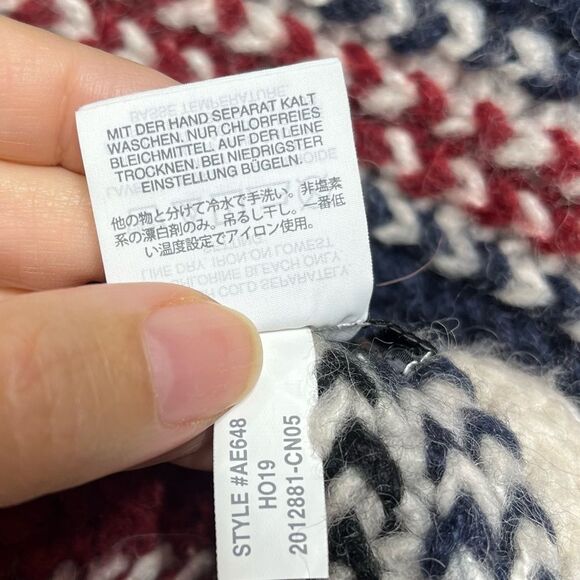 MIT DER HAND SEPARAT KALT
WASCHEN. NUR CHLORFREIES
BLEICHMITTEL. AUF DER LEINE
TROCKNEN. BEI NIEDRIGSTER
EINSTELLUNG BÜGELN.
他の物と分けて冷水で手洗い。非塩素
系の漂白剤のみ。吊るし干し。一番低
い温度設定でアイロン使用。
STYLE #AE648
HO19
2012881-CN05